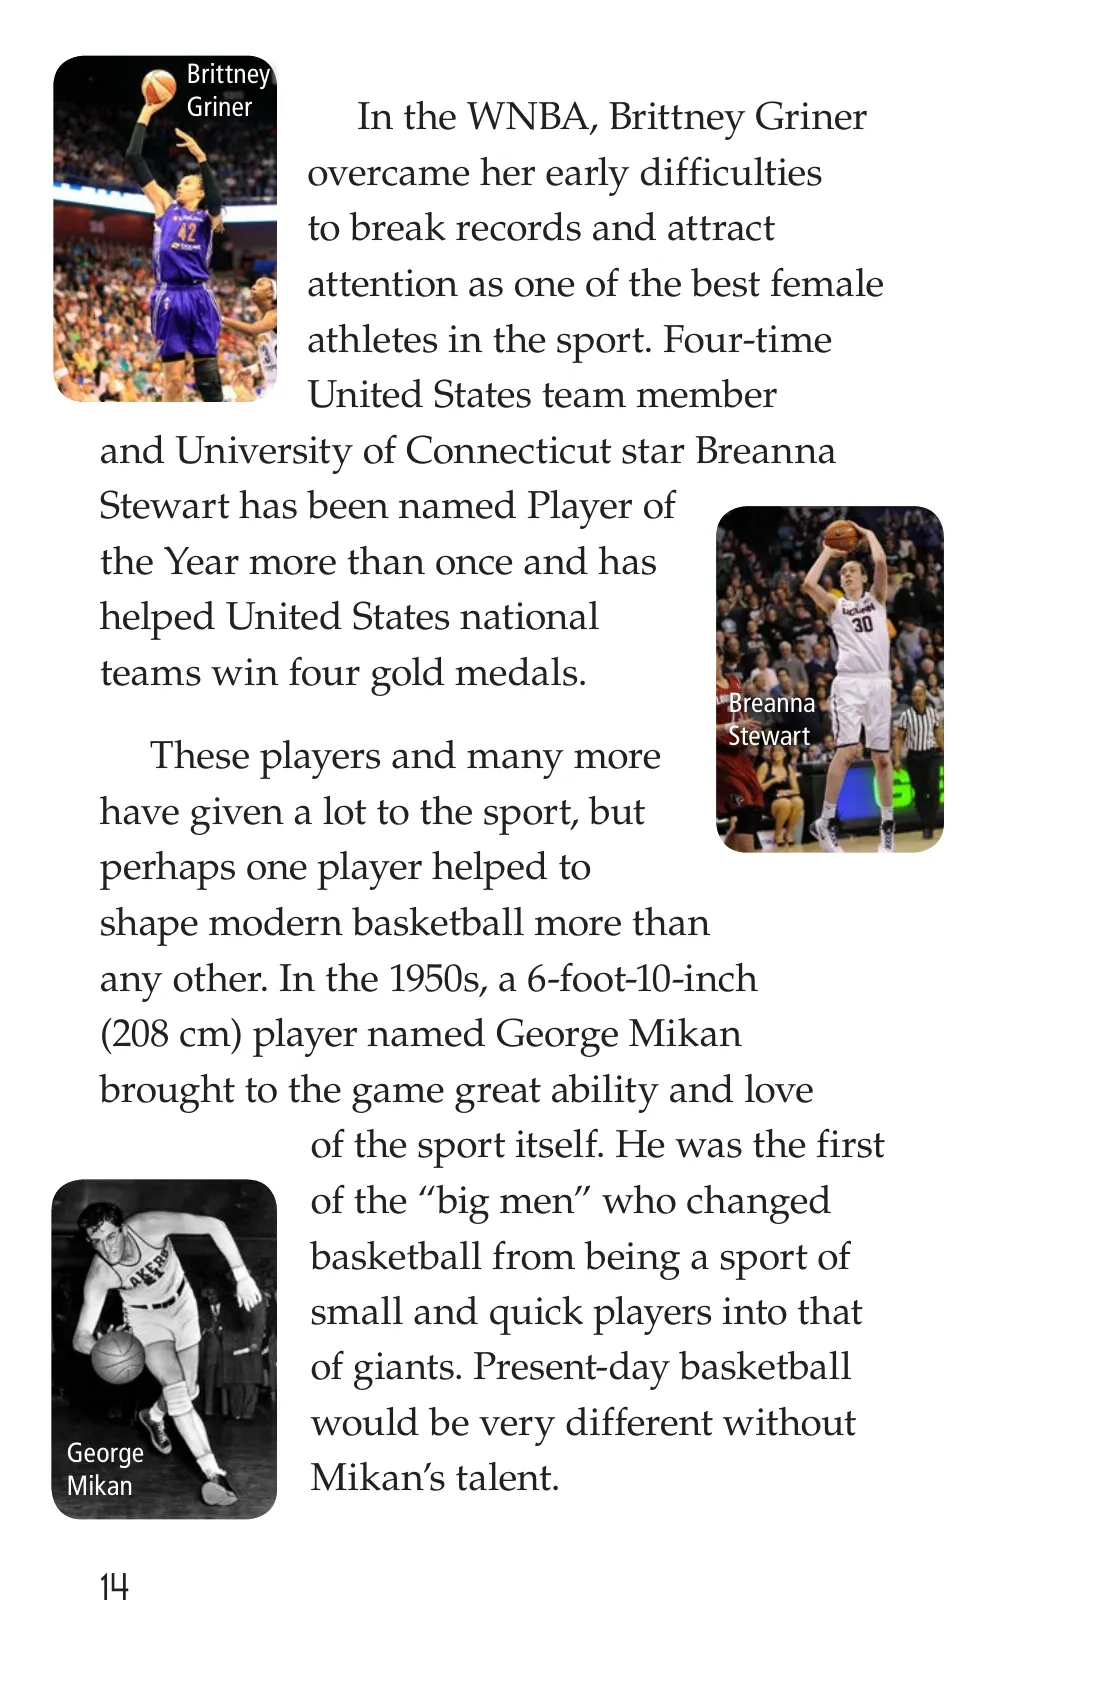 Brittney
Griner
42
In the WNBA, Brittney Griner
overcame her early difficulties
to break records and attract
attention as one of the best female
athletes in the sport. Four-time
United States team member
and University of Connecticut star Breanna
Stewart has been named Player of
the Year more than once and has
helped United States national
teams win four gold medals.
UCONN
30
Breanna
Stewart
These players and many more
have given a lot to the sport, but
perhaps one player helped to
shape modern basketball more than
any other. In the 1950s, a 6-foot-10-inch
(208 cm) player named George Mikan
brought to the game great ability and love
of the sport itself. He was the first
of the “big men” who changed
basketball from being a sport of
small and quick players into that
of giants. Present-day basketball
would be very different without
Mikan’s talent.
George
Mikan
14